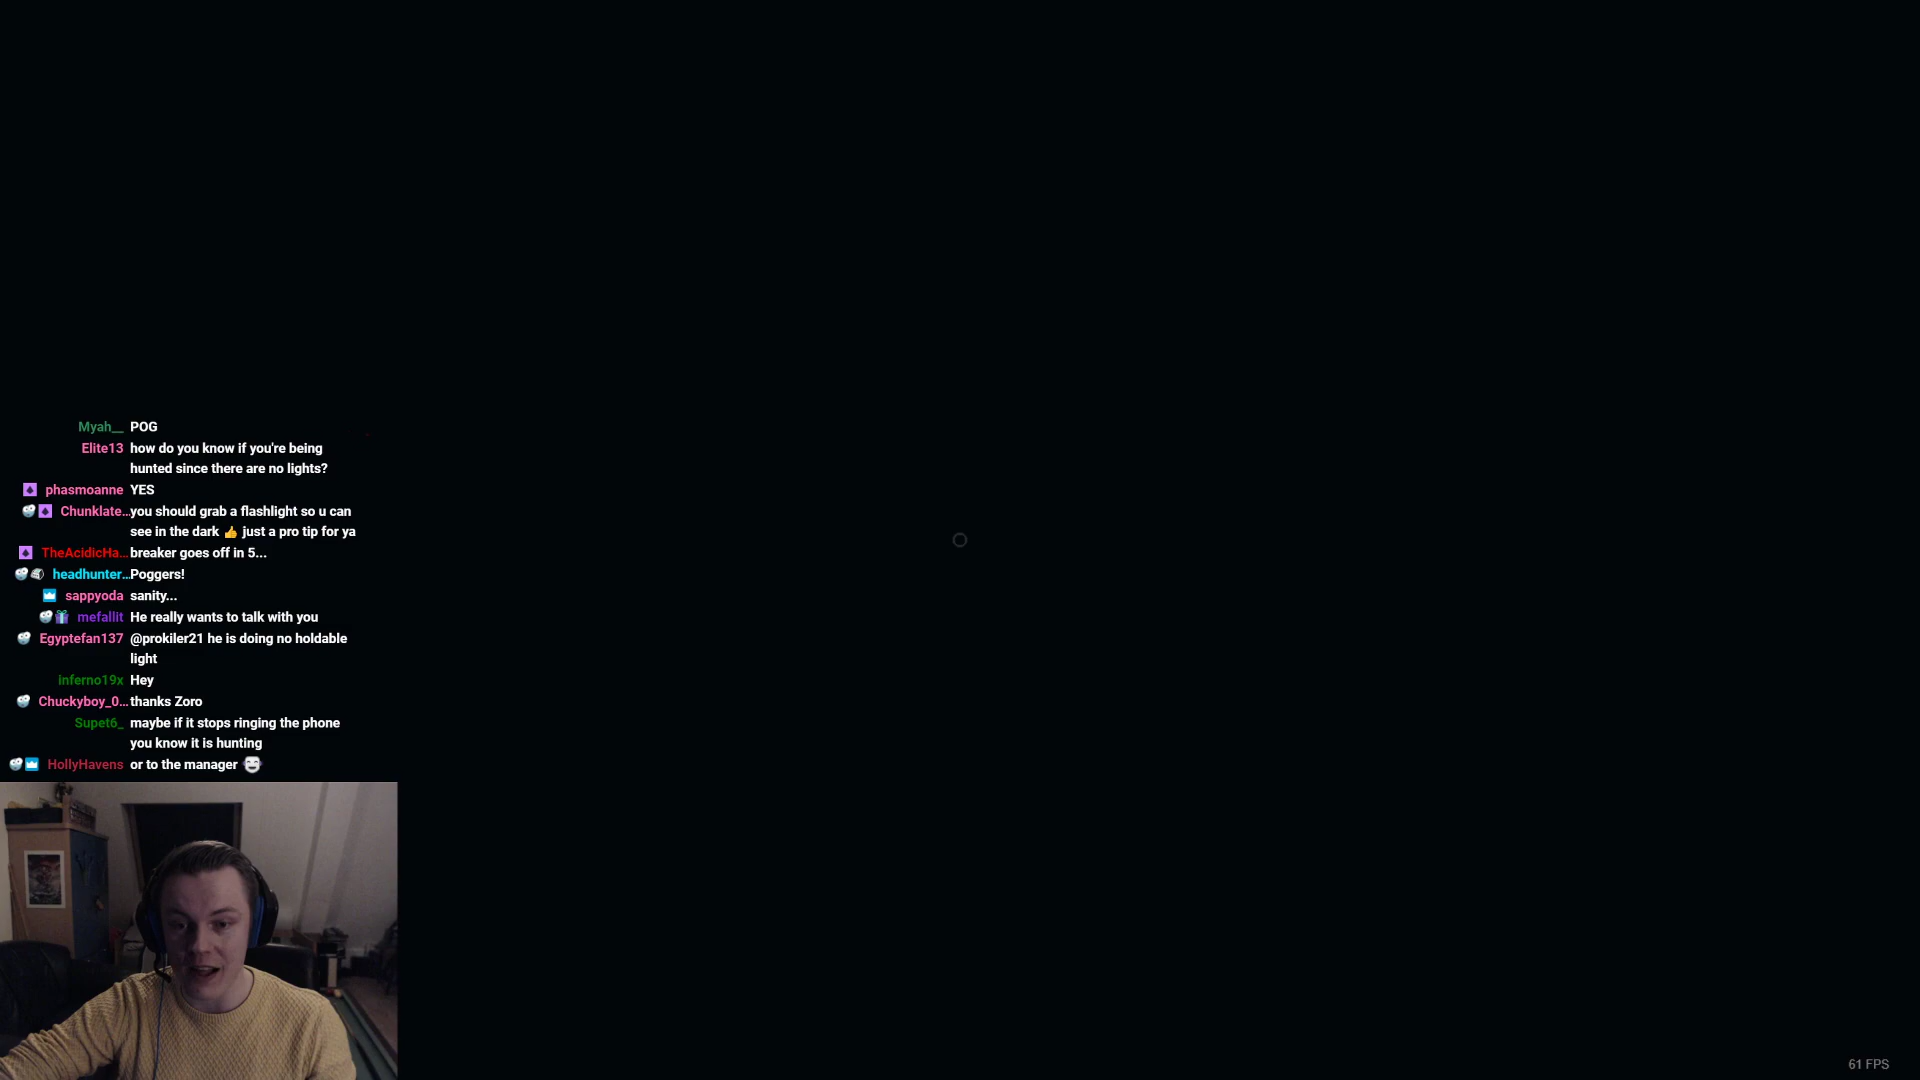 Myah__ POG
Elite13 how do you know if you're being
hunted since there are no lights?
phasmoanne YES
Chunklate... you should grab a flashlight so u can
see in the dark 👍 just a pro tip for ya
TheAcidicHa... breaker goes off in 5...
headhunter... Poggers!
sappyoda sanity...
mefallit He really wants to talk with you
Egyptefan137 @prokiler21 he is doing no holdable
light
inferno19x Hey
Chuckyboy_0... thanks Zoro
Supet6_ maybe if it stops ringing the phone
you know it is hunting
HollyHavens or to the manager
61 FPS